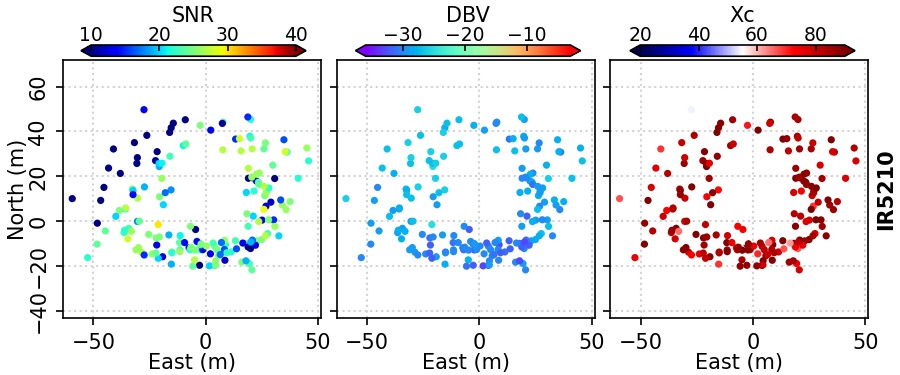 SNR DBV Xc
10 20 30 40 −30 −20 −10 20 40 60 80
60
40
20
0
−20
−40
North (m)
IR5210
−50 0 50 −50 0 50 −50 0 50
East (m) East (m) East (m)